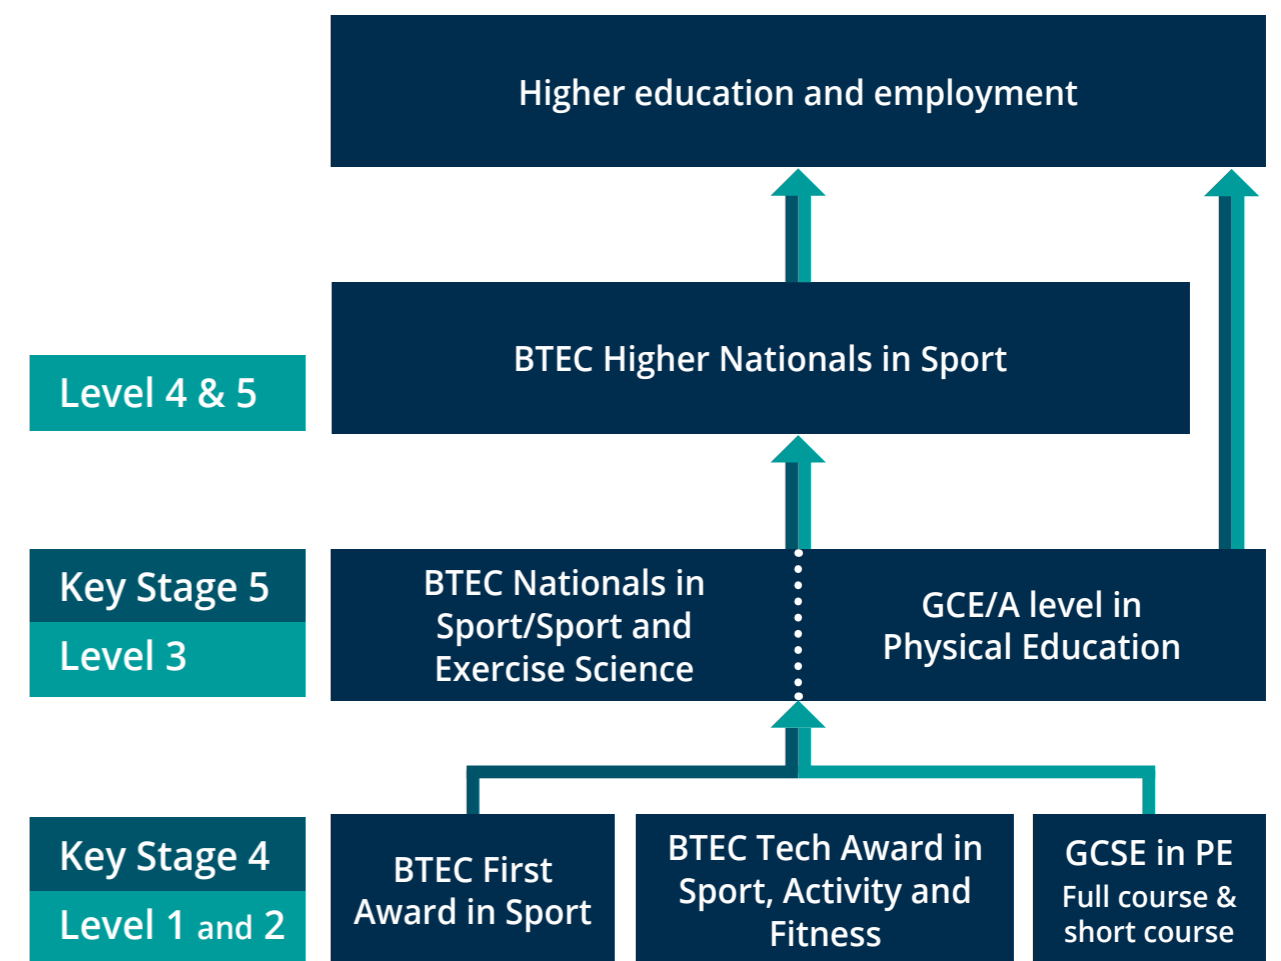 Higher education and employment
BTEC Higher Nationals in Sport
Level 4 & 5
Key Stage 5
Level 3
BTEC Nationals in
Sport/Sport and
Exercise Science
GCE/A level in
Physical Education
Key Stage 4
Level 1 and 2
BTEC First
Award in Sport
BTEC Tech Award in
Sport, Activity and
Fitness
GCSE in PE
Full course &
short course